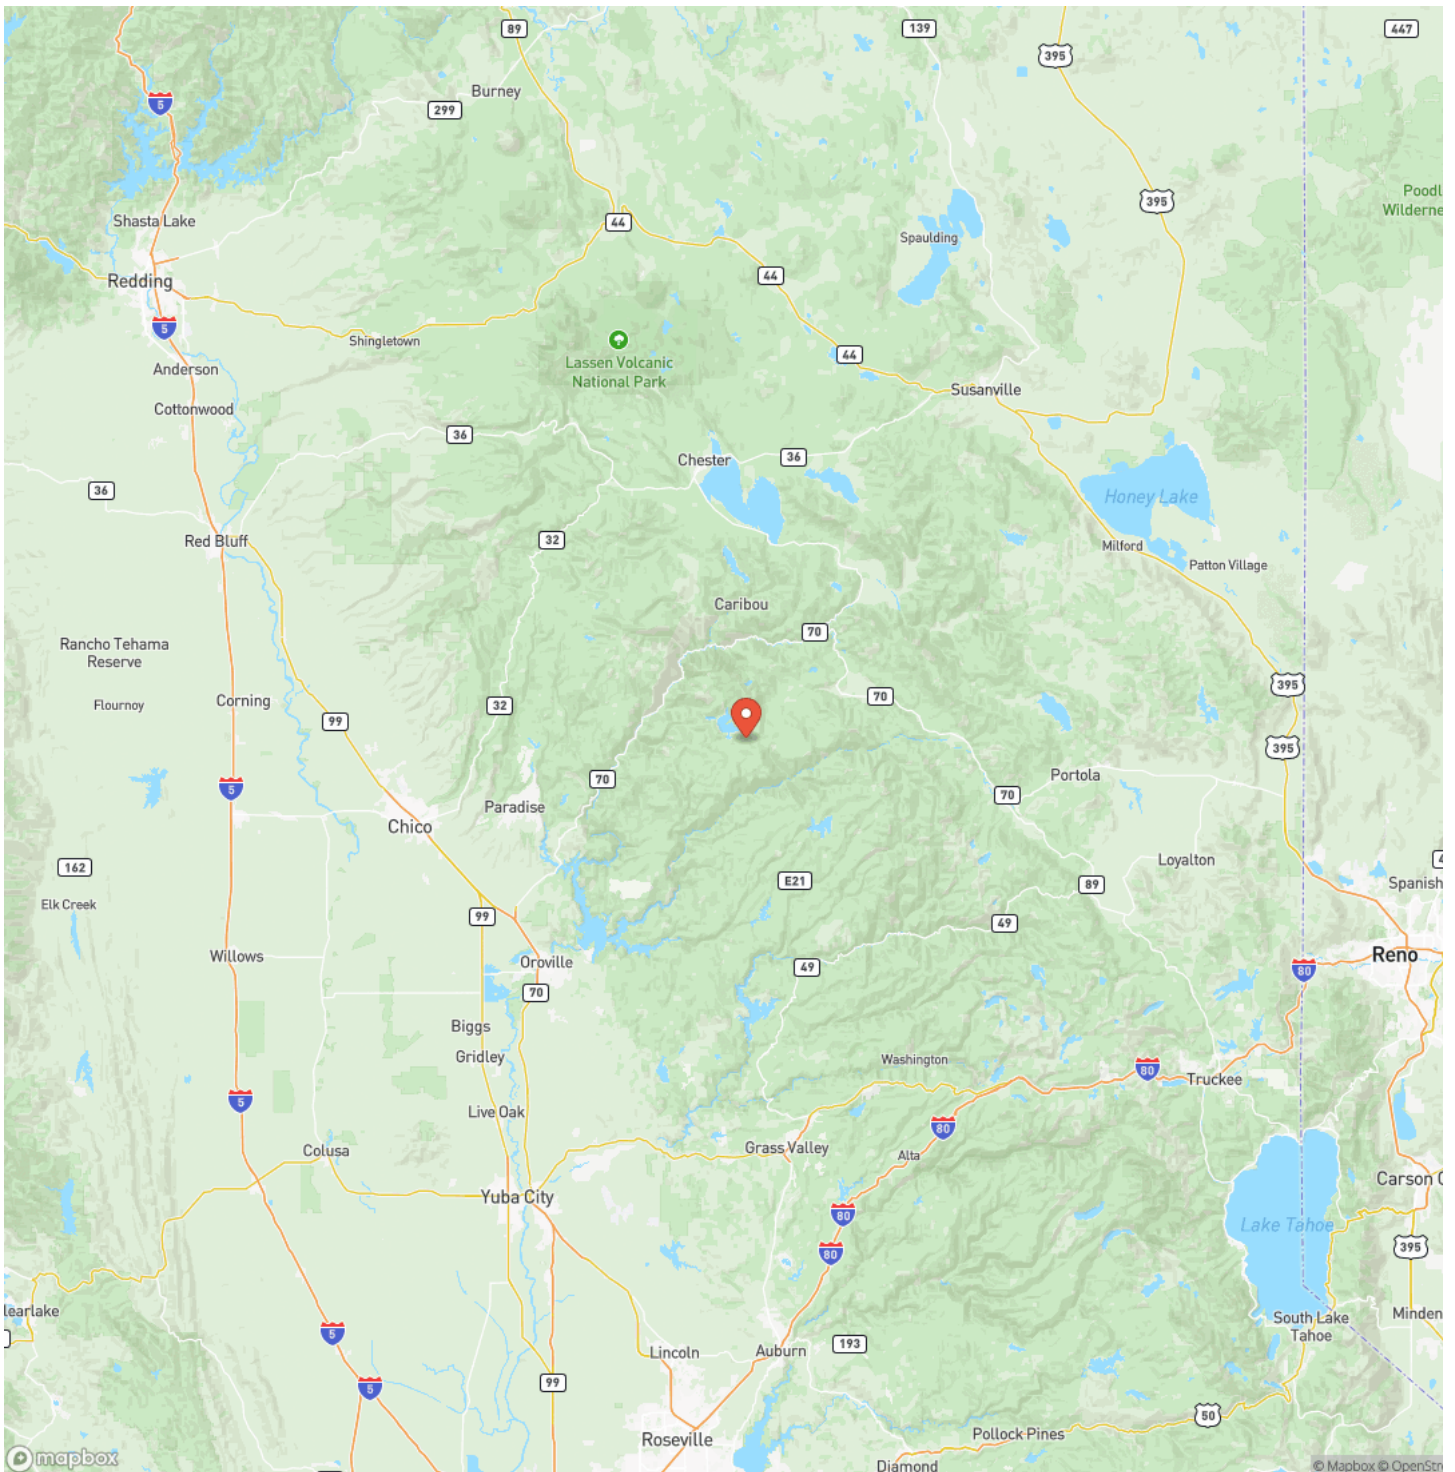 89
139
447
395
Burney
5
299
Poodl
Wilderne
395
Shasta Lake
44
Spaulding
Redding
44
5
Shingletown
Lassen Volcanic
National Park
44
Anderson
Susanville
Cottonwood
36
Chester
36
36
Honey Lake
32
Red Bluff
Milford
Patton Village
Caribou
70
Rancho Tehama
Reserve
395
70
Corning
Flournoy
32
99
395
70
Portola
5
70
Paradise
Chico
Loyalton
162
E21
89
4
Spanish
Elk Creek
99
49
49
Reno
Willows
Oroville
80
70
Biggs
Gridley
Washington
80
Truckee
5
Live Oak
80
Grass Valley
Colusa
Alta
Carson C
Yuba City
80
Lake Tahoe
395
80
learlake
Minden
South Lake
Tahoe
5
193
Auburn
Lincoln
99
5
50
Pollock Pines
Roseville
mapbox
Diamond
© Mapbox © OpenStr